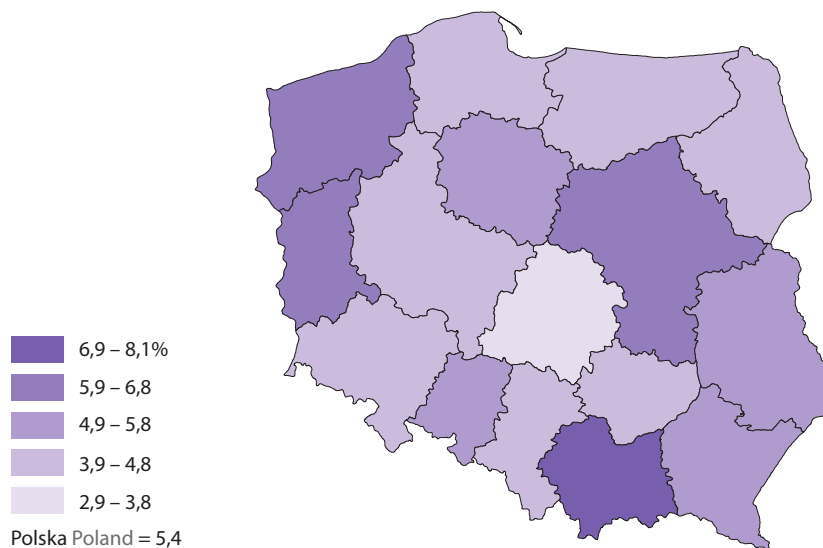 6,9 – 8,1%
5,9 – 6,8
4,9 – 5,8
3,9 – 4,8
2,9 – 3,8
Polska Poland = 5,4